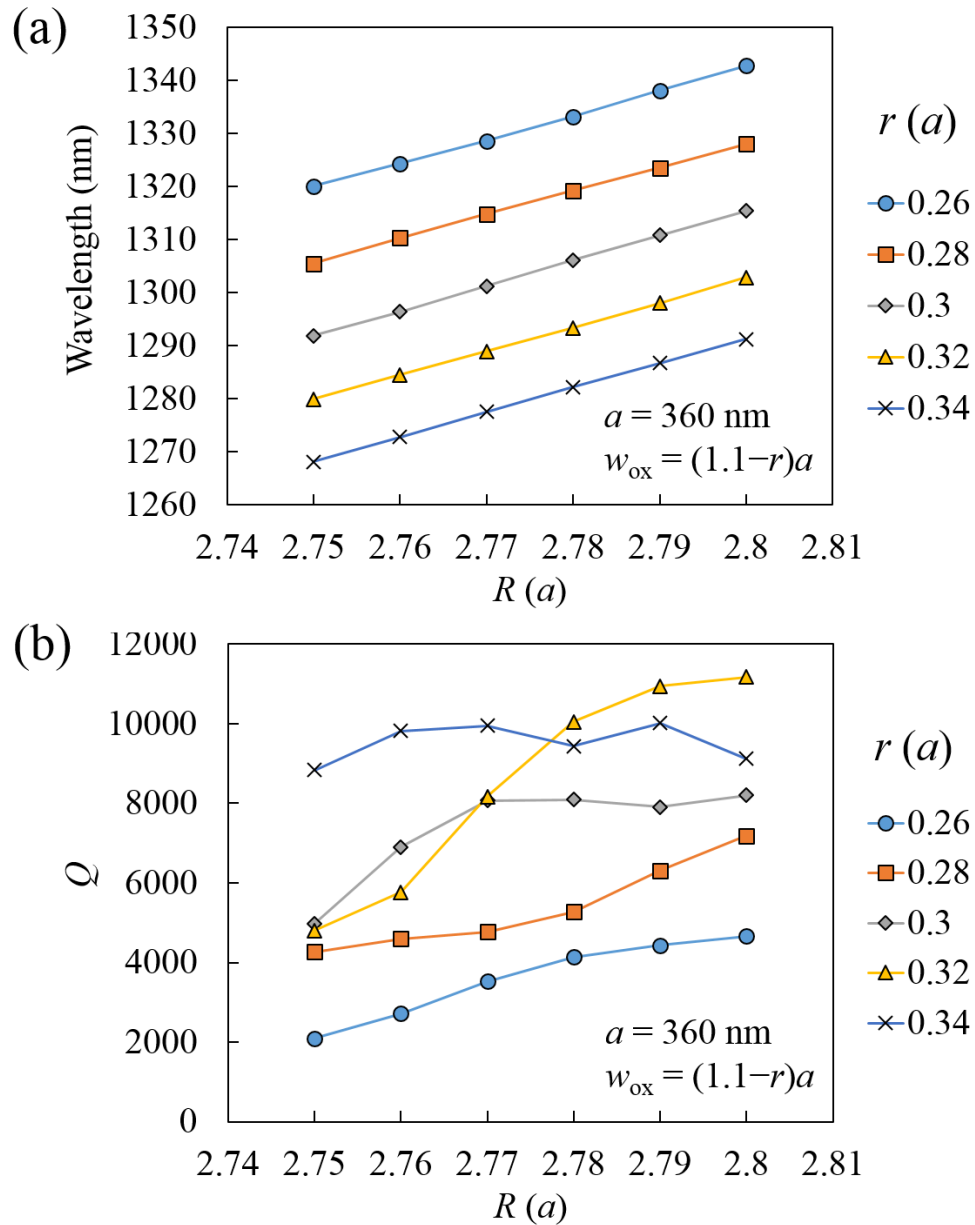 (a)
Wavelength (nm)
1350
1340
1330
1320
1310
1300
1290
1280
1270
1260
a = 360 nm
w_ox = (1.1−r)a
2.74 2.75 2.76 2.77 2.78 2.79 2.8 2.81
R (a)
r (a)
0.26
0.28
0.3
0.32
0.34
(b)
Q
12000
10000
8000
6000
4000
2000
0
a = 360 nm
w_ox = (1.1−r)a
2.74 2.75 2.76 2.77 2.78 2.79 2.8 2.81
R (a)
r (a)
0.26
0.28
0.3
0.32
0.34